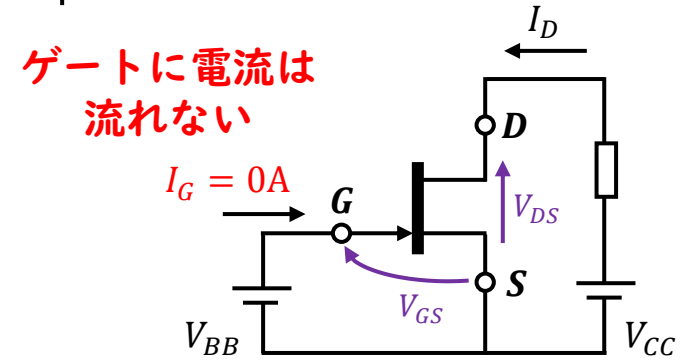 I_D
ゲートに電流は
流れない
D
I_G = 0A
G
V_DS
S
V_GS
V_BB
V_CC